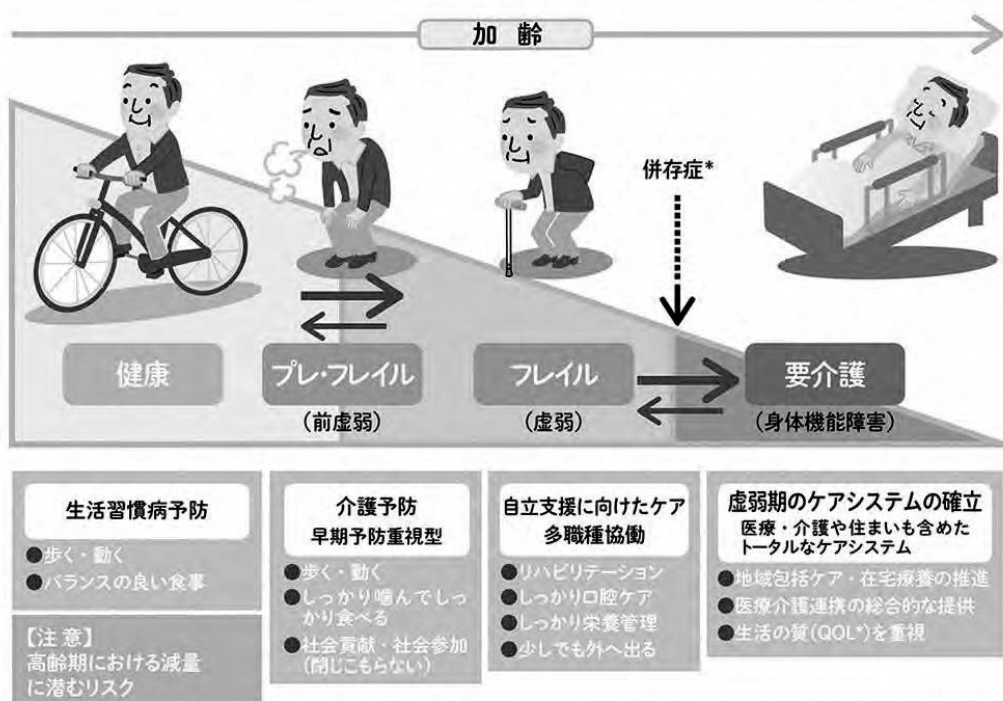 加齢
併存症*
健康
プレ・フレイル
(前虚弱)
フレイル
(虚弱)
要介護
(身体機能障害)
生活習慣病予防
●歩く・動く
●バランスの良い食事
【注意】
高齢期における減量
に潜むリスク
介護予防
早期予防重視型
●歩く・動く
●しっかり噛んでしっ
かり食べる
●社会貢献・社会参加
(閉じこもらない)
自立支援に向けたケア
多職種協働
●リハビリテーション
●しっかり口腔ケア
●しっかり栄養管理
●少しでも外へ出る
虚弱期のケアシステムの確立
医療・介護や住まいも含めた
トータルなケアシステム
●地域包括ケア・在宅療養の推進
●医療介護連携の総合的な提供
●生活の質(QOL*)を重視